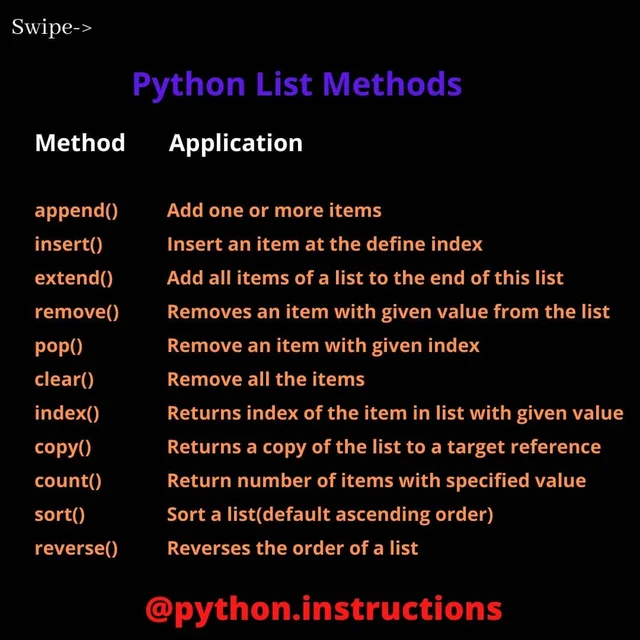 Swipe->
Python List Methods
Method Application
append() Add one or more items
insert() Insert an item at the define index
extend() Add all items of a list to the end of this list
remove() Removes an item with given value from the list
pop() Remove an item with given index
clear() Remove all the items
index() Returns index of the item in list with given value
copy() Returns a copy of the list to a target reference
count() Return number of items with specified value
sort() Sort a list(default ascending order)
reverse() Reverses the order of a list
@python.instructions